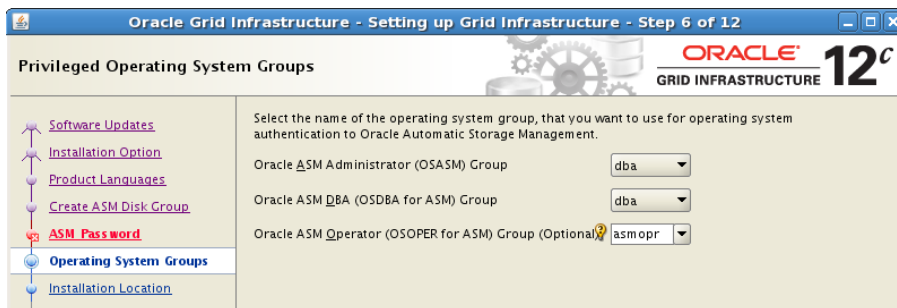 Oracle Grid Infrastructure - Setting up Grid Infrastructure - Step 6 of 12
Privileged Operating System Groups
ORACLE
GRID INFRASTRUCTURE
12c
Software Updates
Installation Option
Product Languages
Create ASM Disk Group
ASM Password
Operating System Groups
Installation Location
Select the name of the operating system group, that you want to use for operating system
authentication to Oracle Automatic Storage Management.
Oracle ASM Administrator (OSASM) Group
dba
Oracle ASM DBA (OSDBA for ASM) Group
dba
Oracle ASM Operator (OSOPER for ASM) Group (Optional)
asmopr